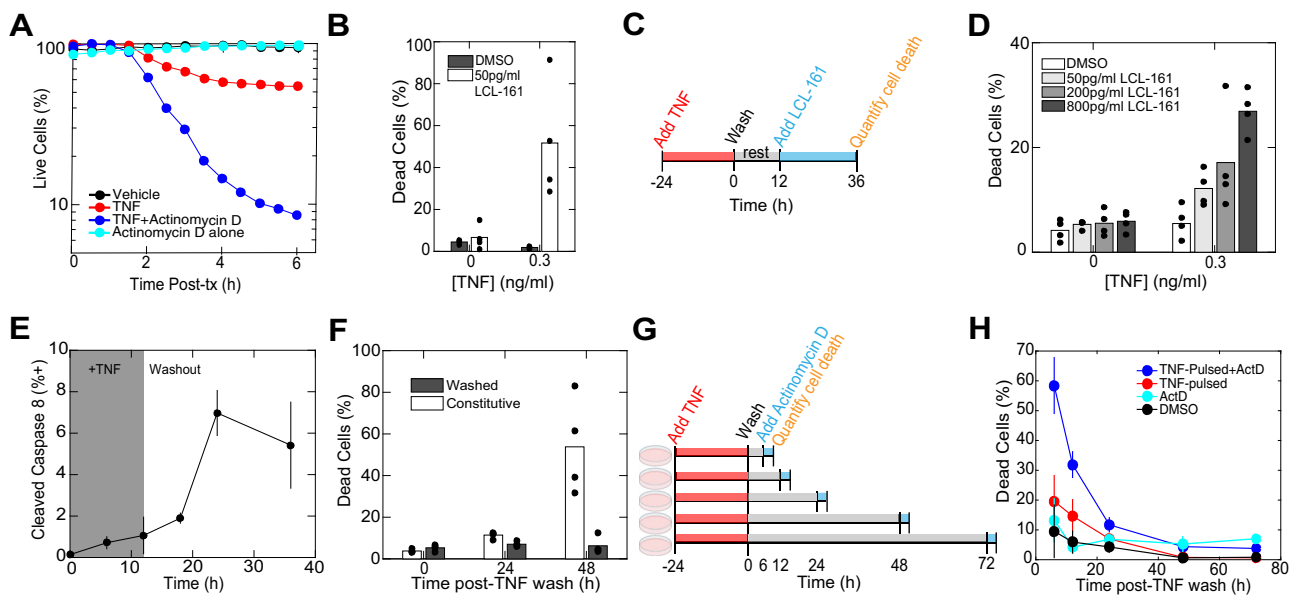 A
Live Cells (%)
100
10
Vehicle
TNF
TNF+Actinomycin D
Actinomycin D alone
0 2 4 6
Time Post-tx (h)
B
Dead Cells (%)
100
80
60
40
20
0
DMSO
50pg/ml
LCL-161
0 0.3
[TNF] (ng/ml)
C
Add TNF
Wash
Add LCL-161
Quantify cell death
rest
-24 0 12 36
Time (h)
D
Dead Cells (%)
40
20
0
DMSO
50pg/ml LCL-161
200pg/ml LCL-161
800pg/ml LCL-161
0 0.3
[TNF] (ng/ml)
E
Cleaved Caspase 8 (%+)
10
8
6
4
2
0
+TNF Washout
0 10 20 30 40
Time (h)
F
Dead Cells (%)
100
80
60
40
20
0
Washed
Constitutive
0 24 48
Time post-TNF wash (h)
G
Add TNF
Wash
Add Actinomycin D
Quantify cell death
-24 0 6 12 24 48 72
Time (h)
H
Dead Cells (%)
70
60
50
40
30
20
10
0
TNF-Pulsed+ActD
TNF-pulsed
ActD
DMSO
0 20 40 60 80
Time post-TNF wash (h)